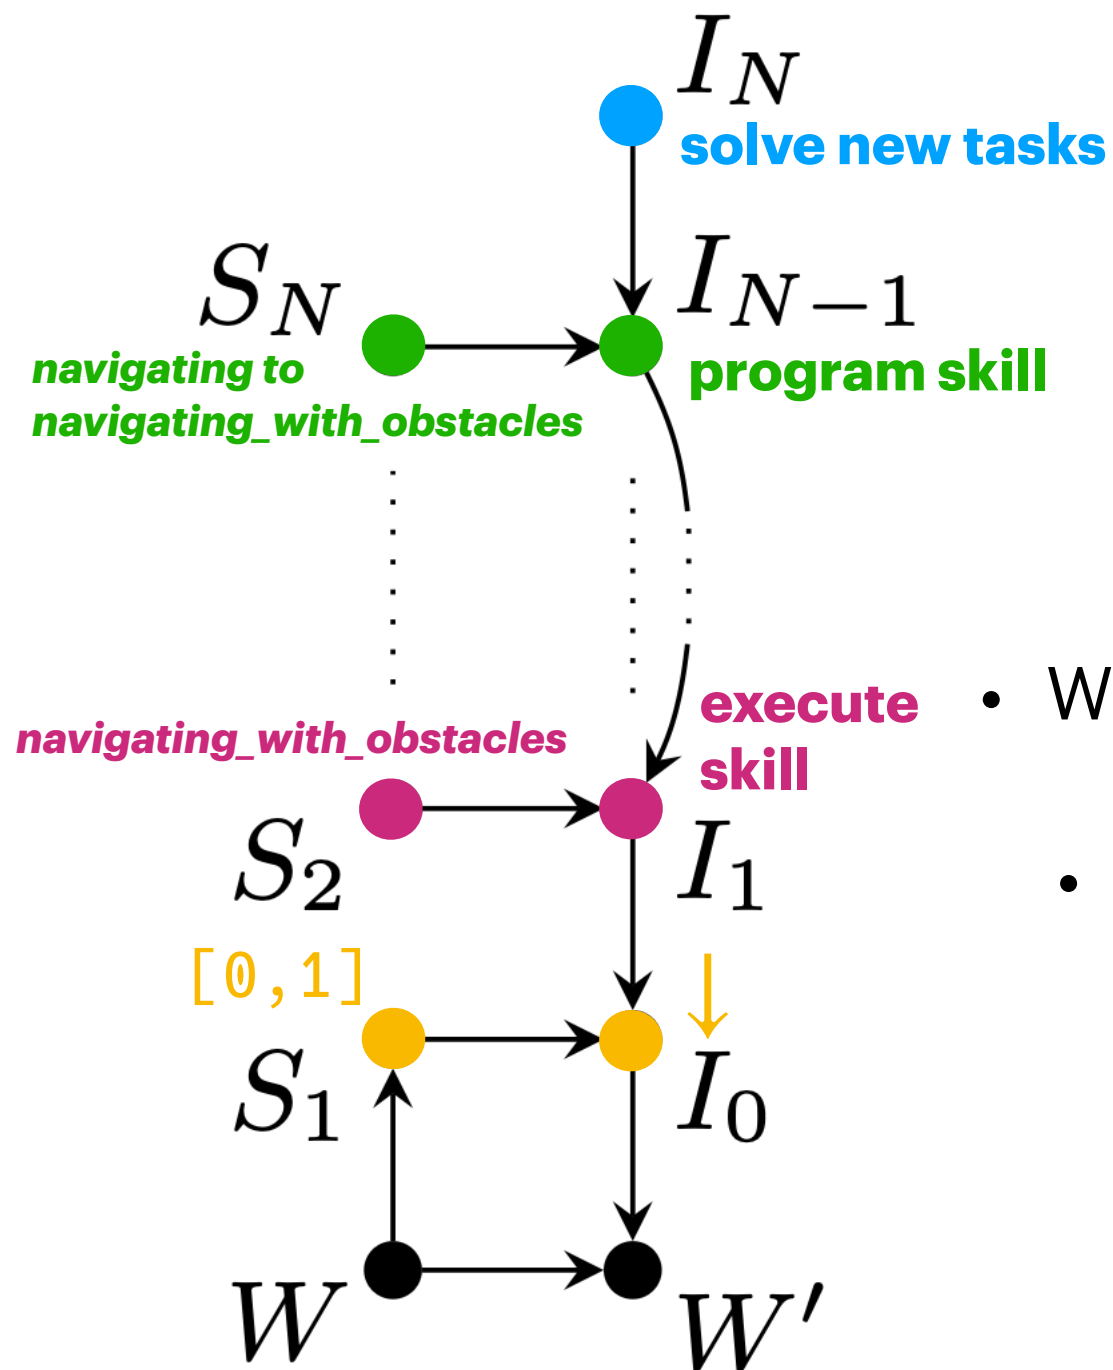 I_N
solve new tasks
S_N
I_{N-1}
navigating to
navigating_with_obstacles
program skill
execute
skill
• W
navigating_with_obstacles
S_2
I_1
•
[0,1]
↓
S_1
I_0
W
W'